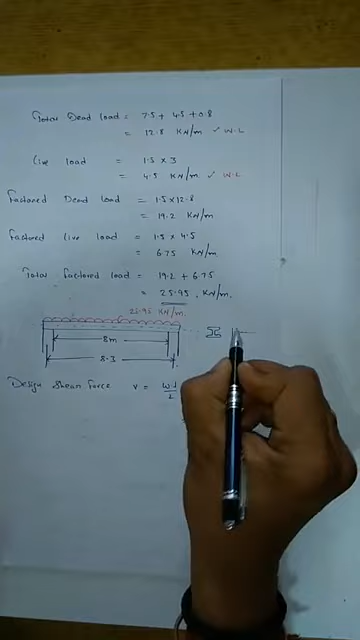 Total Dead load = 7.5 + 4.5 + 0.8
= 12.8 KN/m ✓ W.L
Live load = 1.5 x 3
= 4.5 KN/m ✓ W.L
Factored Dead load = 1.5 x 12.8
= 19.2 KN/m
Factored live load = 1.5 x 4.5
= 6.75 KN/m
Total factored load = 19.2 + 6.75
= 25.95 KN/m.
25.95 KN/m.
8m
8.3
Design Shear Force V =